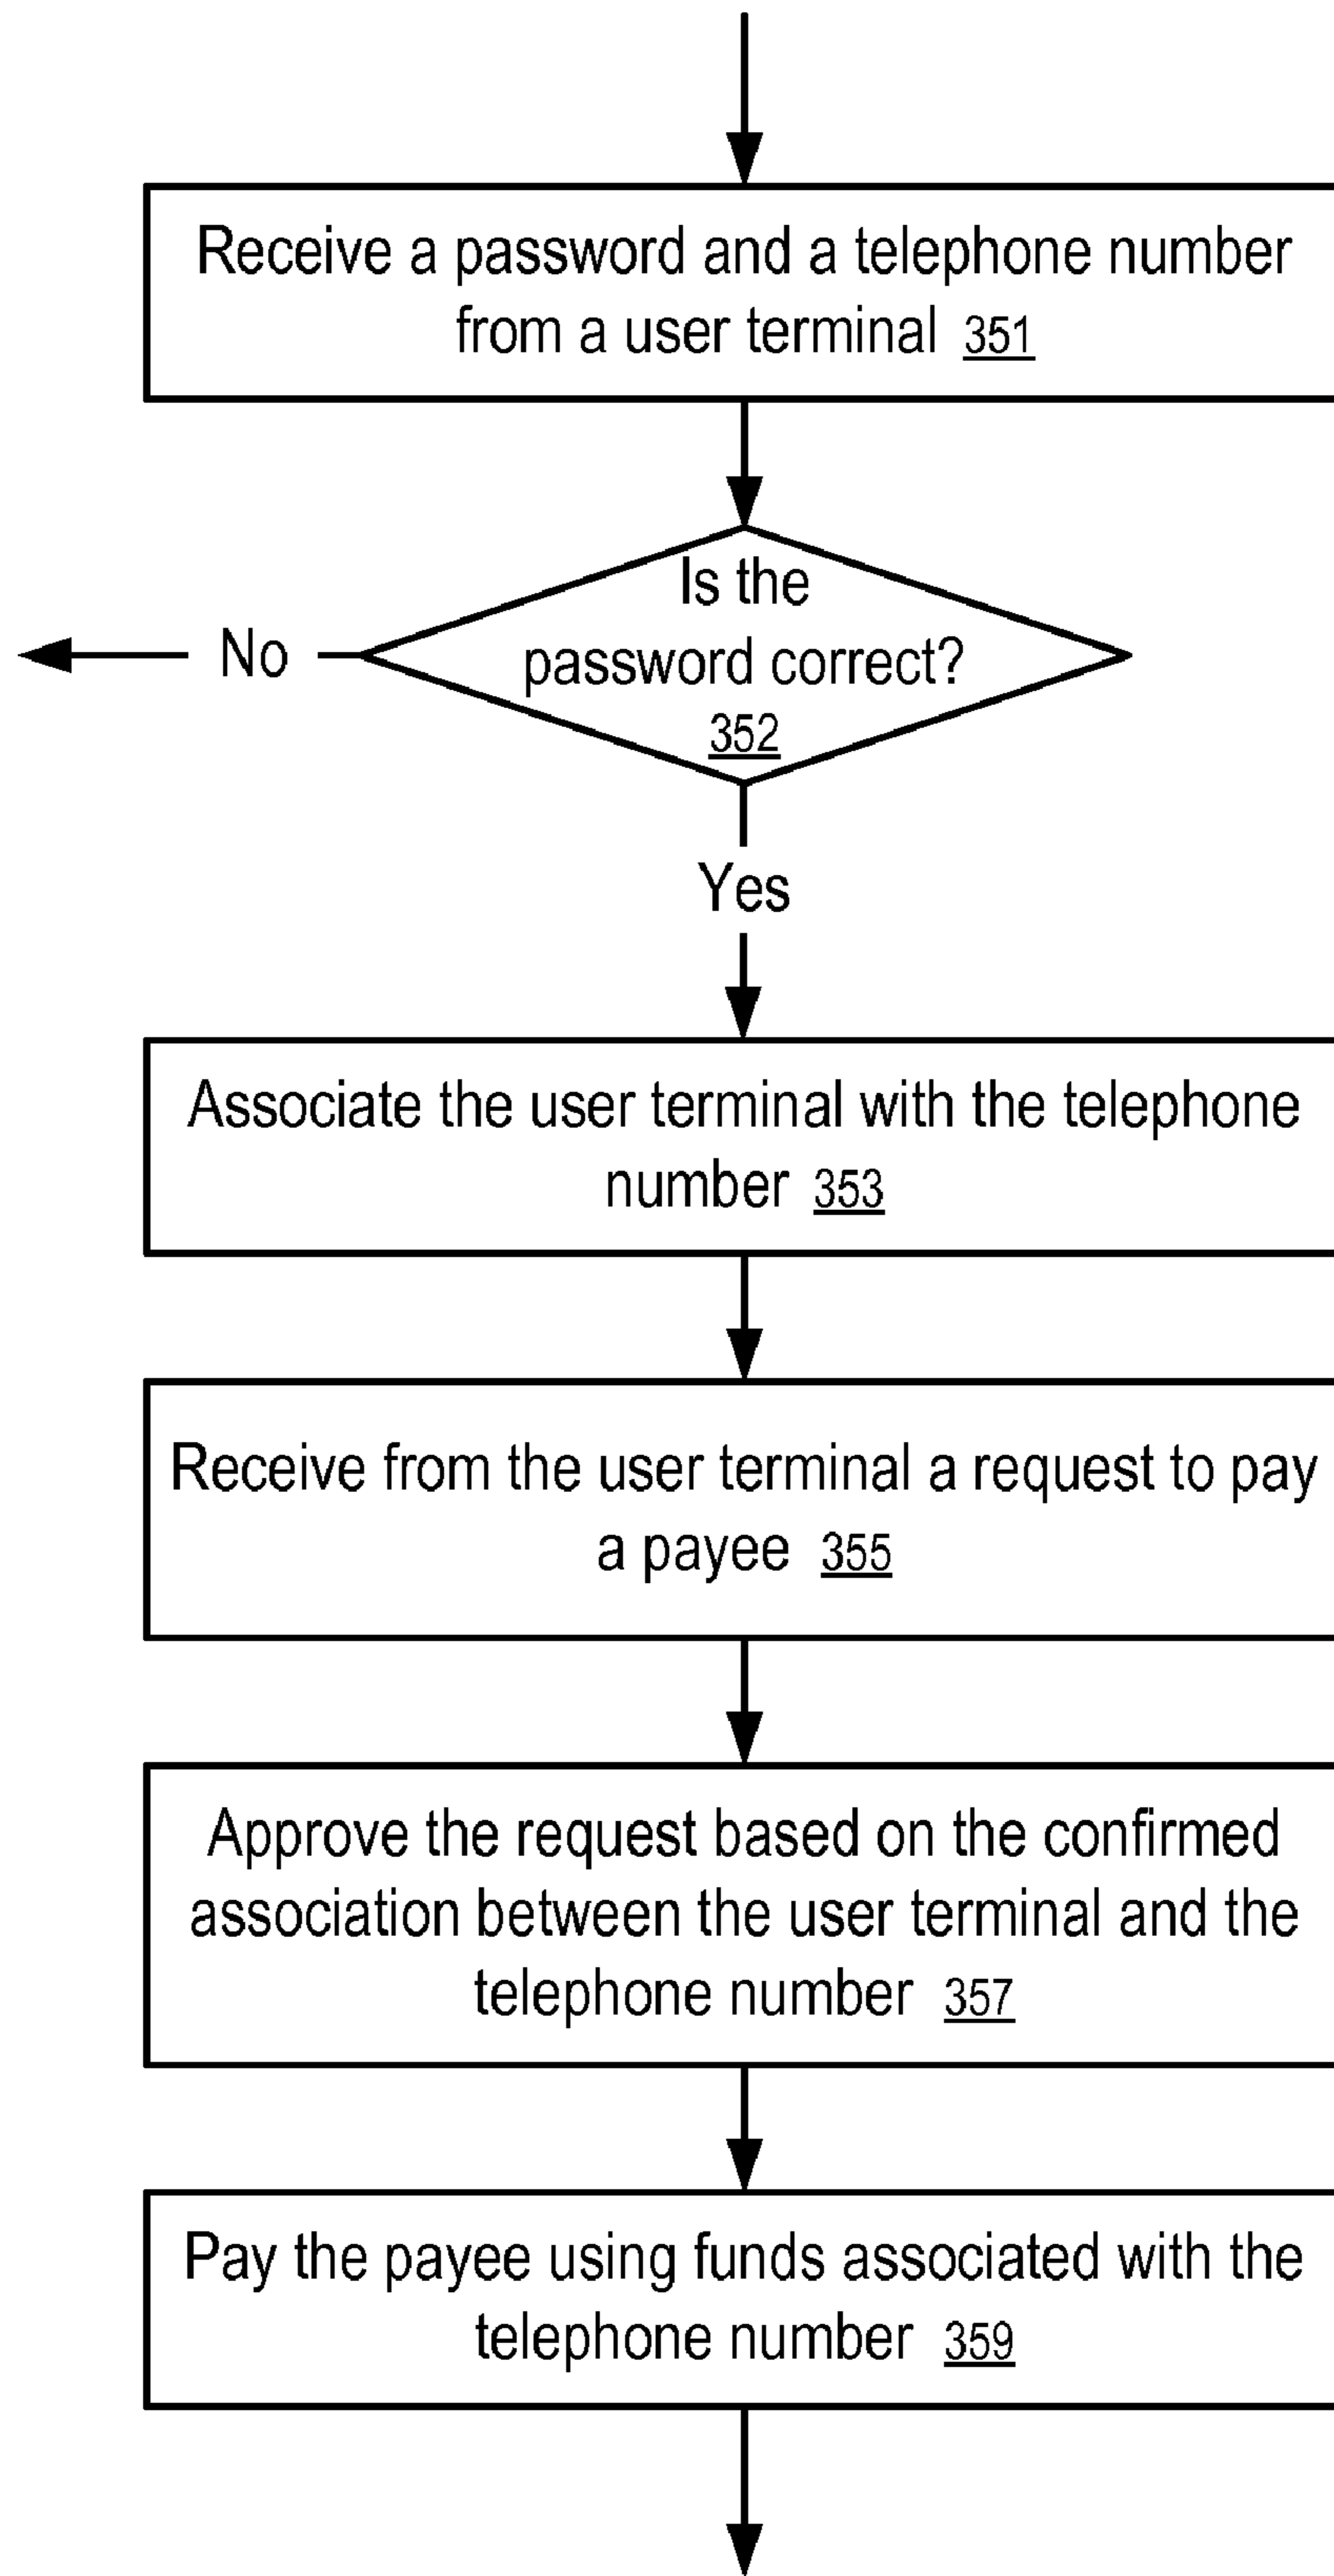 Receive a password and a telephone number
from a user terminal 351
Is the
password correct?
352
No
Yes
Associate the user terminal with the telephone
number 353
Receive from the user terminal a request to pay
a payee 355
Approve the request based on the confirmed
association between the user terminal and the
telephone number 357
Pay the payee using funds associated with the
telephone number 359